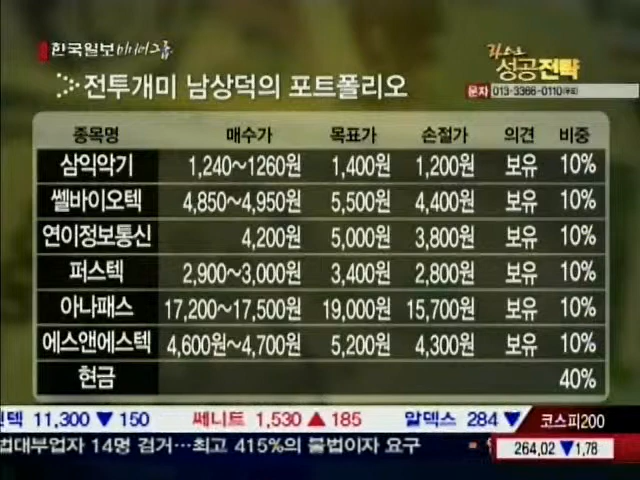 한국일보 미디어그룹
성공전략
전투개미 남상덕의 포트폴리오
문자 013-3366-0110
종목명 매수가 목표가 손절가 의견 비중
삼익악기 1,240~1260원 1,400원 1,200원 보유 10%
쎌바이오텍 4,850~4,950원 5,500원 4,400원 보유 10%
연이정보통신 4,200원 5,000원 3,800원 보유 10%
퍼스텍 2,900~3,000원 3,400원 2,800원 보유 10%
아나패스 17,200~17,500원 19,000원 15,700원 보유 10%
에스앤에스텍 4,600원~4,700원 5,200원 4,300원 보유 10%
현금 40%
텍 11,300 ▼ 150 쎄니트 1,530 ▲ 185 알덱스 284 ▼ 코스피200
법대부업자 14명 검거…최고 415%의 불법이자 요구 264,02 ▼1,78